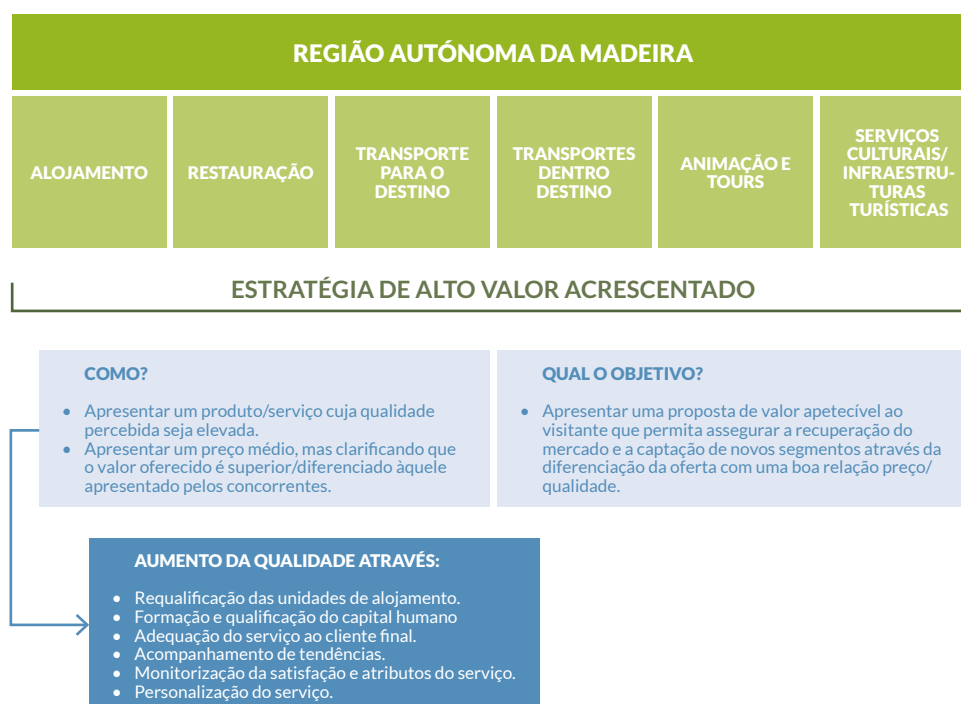 REGIÃO AUTÓNOMA DA MADEIRA
ALOJAMENTO
RESTAURAÇÃO
TRANSPORTE
PARA O
DESTINO
TRANSPORTES
DENTRO
DESTINO
ANIMAÇÃO E
TOURS
SERVIÇOS
CULTURAIS/
INFRAESTRU-
TURAS
TURÍSTICAS
ESTRATÉGIA DE ALTO VALOR ACRESCENTADO
COMO?
• Apresentar um produto/serviço cuja qualidade
percebida seja elevada.
• Apresentar um preço médio, mas clarificando que
o valor oferecido é superior/diferenciado àquele
apresentado pelos concorrentes.
QUAL O OBJETIVO?
• Apresentar uma proposta de valor apetecível ao
visitante que permita assegurar a recuperação do
mercado e a captação de novos segmentos através da
diferenciação da oferta com uma boa relação preço/
qualidade.
AUMENTO DA QUALIDADE ATRAVÉS:
• Requalificação das unidades de alojamento.
• Formação e qualificação do capital humano
• Adequação do serviço ao cliente final.
• Acompanhamento de tendências.
• Monitorização da satisfação e atributos do serviço.
• Personalização do serviço.